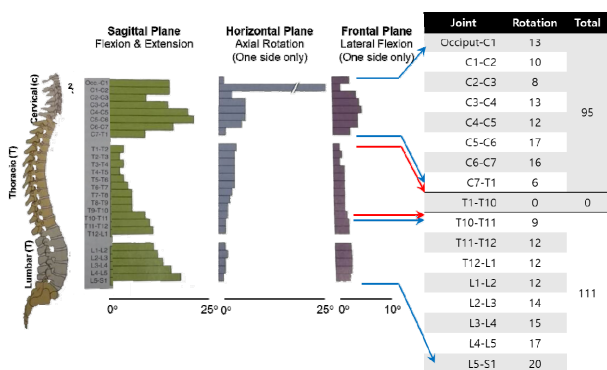 Sagittal Plane
Flexion & Extension
Horizontal Plane
Axial Rotation
(One side only)
Frontal Plane
Lateral Flexion
(One side only)
Cervical (c)
Thoracic (T)
Lumbar (T)
2.
Occ-C1
C1-C2
C2-C3
C3-C4
C4-C5
C5-C6
C6-C7
C7-T1
T1-T2
T2-T3
T3-T4
T4-T5
T5-T6
T6-T7
T7-T8
T8-T9
T9-T10
T10-T11
T11-T12
T12-L1
L1-L2
L2-L3
L3-L4
L4-L5
L5-S1
0° 25° 0° 25° 0° 10°
Joint Rotation Total
Occiput-C1 13
C1-C2 10
C2-C3 8
C3-C4 13
C4-C5 12
95
C5-C6 17
C6-C7 16
C7-T1 6
T1-T10 0 0
T10-T11 9
T11-T12 12
T12-L1 12
L1-L2 12
111
L2-L3 14
L3-L4 15
L4-L5 17
L5-S1 20